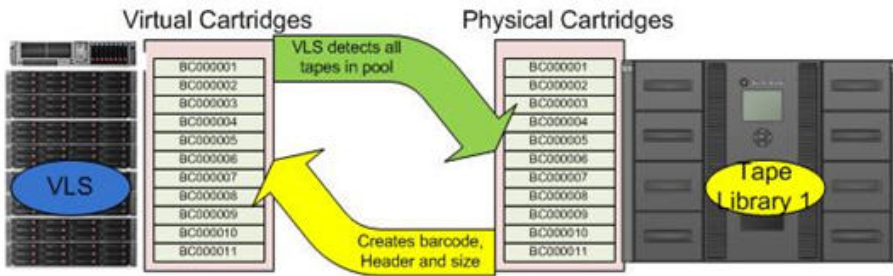 Virtual Cartridges
Physical Cartridges
VLS detects all
tapes in pool
BC000001
BC000002
BC000003
BC000004
BC000005
BC000006
BC000007
BC000008
BC000009
BC000010
BC000011
BC000001
BC000002
BC000003
BC000004
BC000005
BC000006
BC000007
BC000008
BC000009
BC000010
BC000011
VLS
Tape
Library 1
Creates barcode,
Header and size